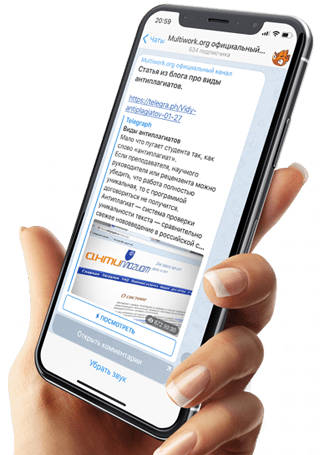 20:59
Чаты
Multiwork.org официальный...
634 подписчика
Multiwork.org официальный канал
Статья из блога про виды
антиплагиатов.
https://telegra.ph/Vidy-
antiplagiatov-01-27
Telegraph
Виды антиплагиатов
Мало что пугает студента так, как
слово «антиплагиат».
Если преподавателя, научного
руководителя или рецензента можно
убедить, что работа полностью
уникальная, то с программой
договориться не получится.
Антиплагиат — система проверки
уникальности текста — сравнительно
свежее нововведение в российской с...
антиплагиат
О системе
ПОСМОТРЕТЬ
Открыть комментарии
Убрать звук